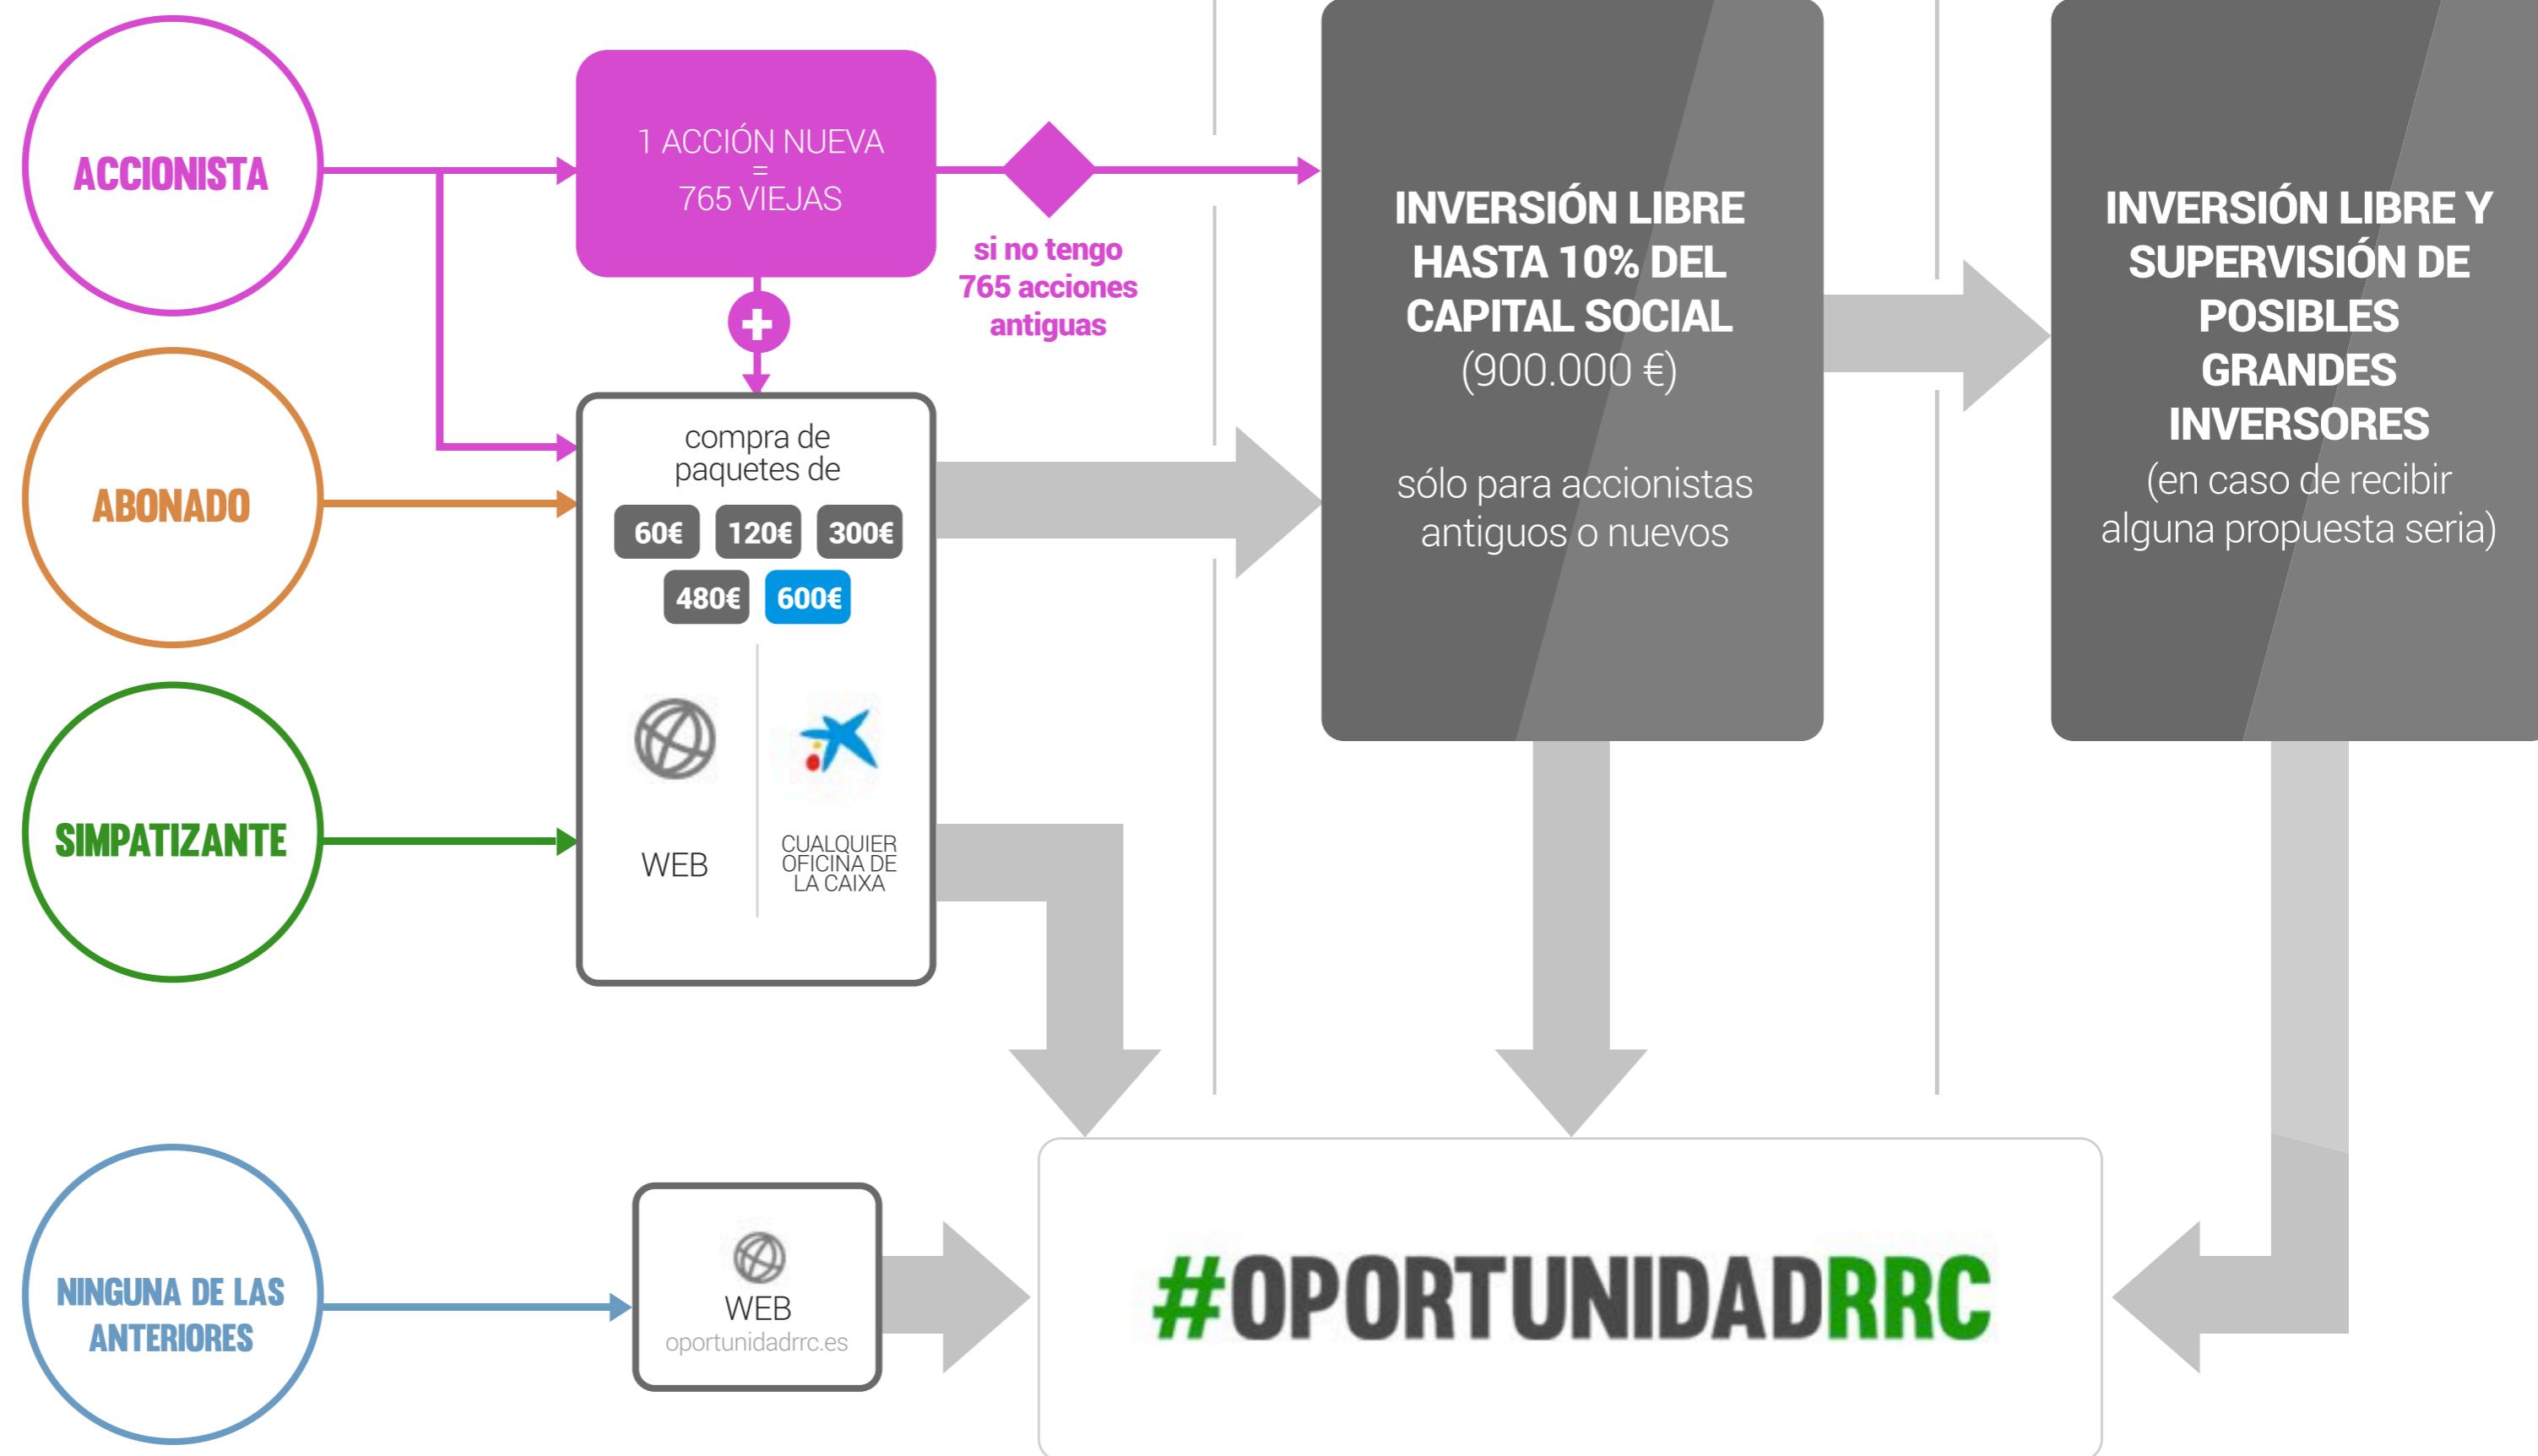 ACCIONISTA
1 ACCIÓN NUEVA
=
765 VIEJAS
si no tengo
765 acciones
antiguas
+
ABONADO
compra de
paquetes de
60€ 120€ 300€
480€ 600€
SIMPATIZANTE
WEB
CUALQUIER
OFICINA DE
LA CAIXA
INVERSIÓN LIBRE
HASTA 10% DEL
CAPITAL SOCIAL
(900.000 €)
sólo para accionistas
antiguos o nuevos
INVERSIÓN LIBRE Y
SUPERVISIÓN DE
POSIBLES
GRANDES
INVERSORES
(en caso de recibir
alguna propuesta seria)
NINGUNA DE LAS
ANTERIORES
WEB
oportunidadrrc.es
#OPORTUNIDADRRC